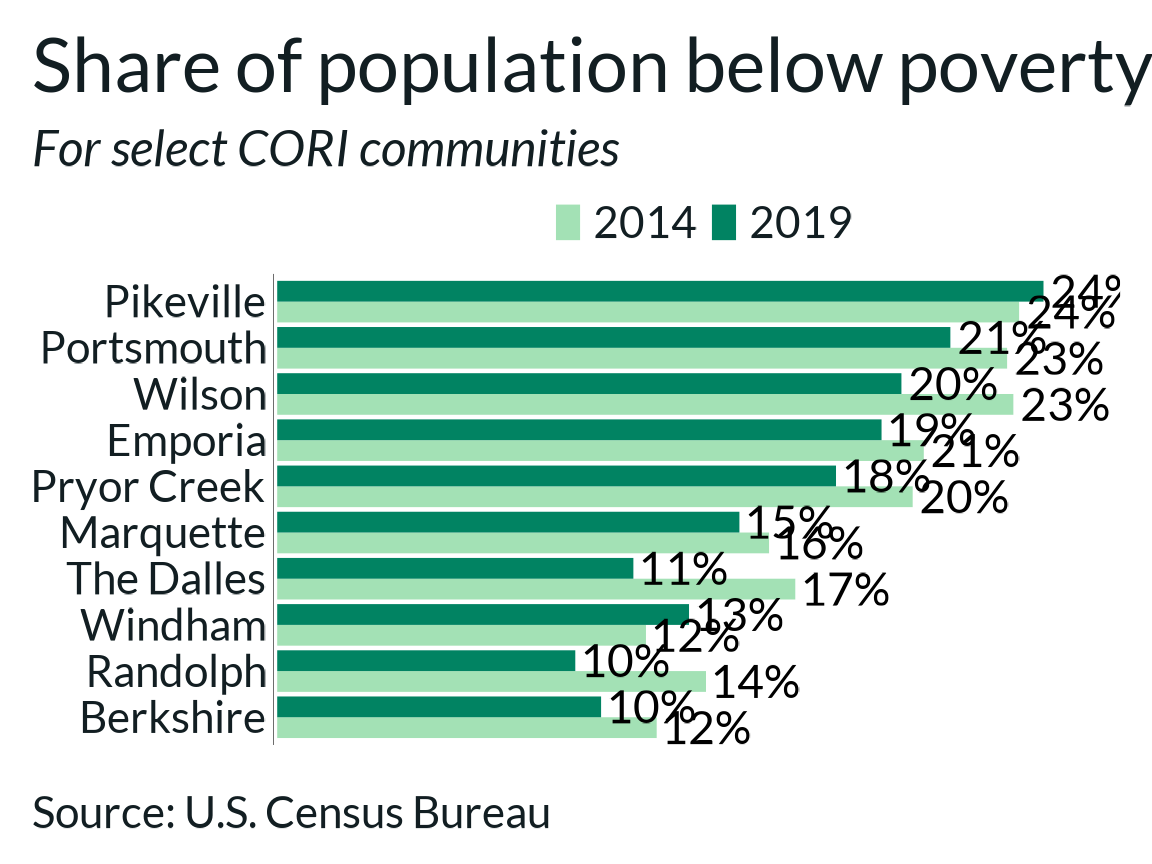 Share of population below poverty
For select CORI communities
2014 2019
Pikeville 24%
24%
Portsmouth 21%
23%
Wilson 20%
23%
Emporia 19%
21%
Pryor Creek 18%
20%
Marquette 15%
16%
The Dalles 11%
17%
Windham 13%
12%
Randolph 10%
14%
Berkshire 10%
12%
Source: U.S. Census Bureau